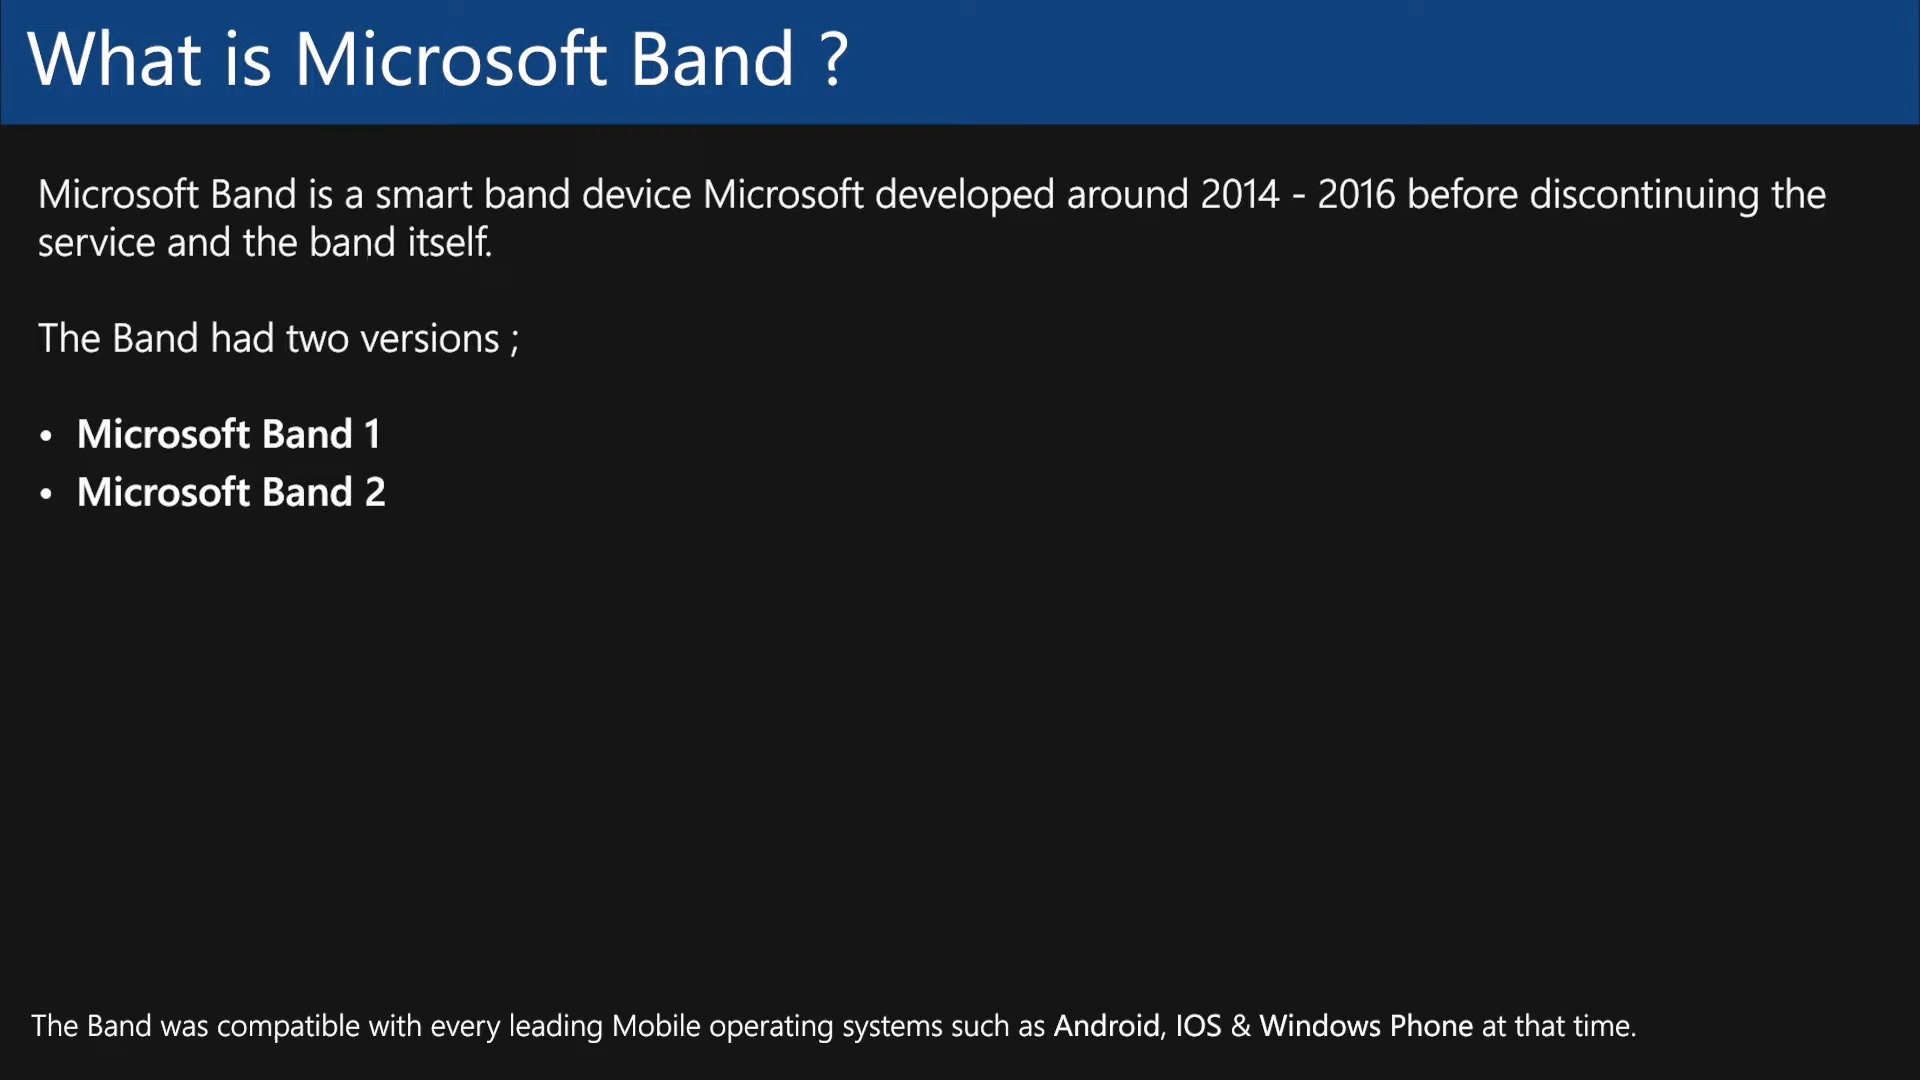 What is Microsoft Band ?
Microsoft Band is a smart band device Microsoft developed around 2014 - 2016 before discontinuing the
service and the band itself.
The Band had two versions ;
• Microsoft Band 1
• Microsoft Band 2
The Band was compatible with every leading Mobile operating systems such as Android, IOS & Windows Phone at that time.